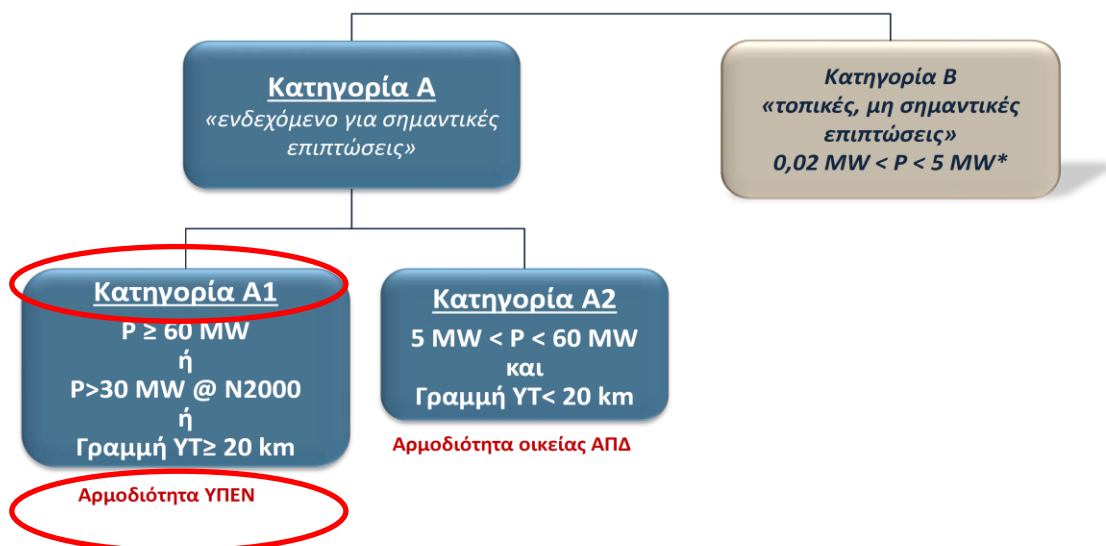 Κατηγορία Α
«ενδεχόμενο για σημαντικές
επιπτώσεις»
Κατηγορία Β
«τοπικές, μη σημαντικές
επιπτώσεις»
0,02 MW < P < 5 MW*
Κατηγορία Α1
P ≥ 60 MW
ή
P>30 MW @ N2000
ή
Γραμμή ΥΤ≥ 20 km
Αρμοδιότητα ΥΠΕΝ
Κατηγορία Α2
5 MW < P < 60 MW
και
Γραμμή ΥΤ< 20 km
Αρμοδιότητα οικείας ΑΠΔ